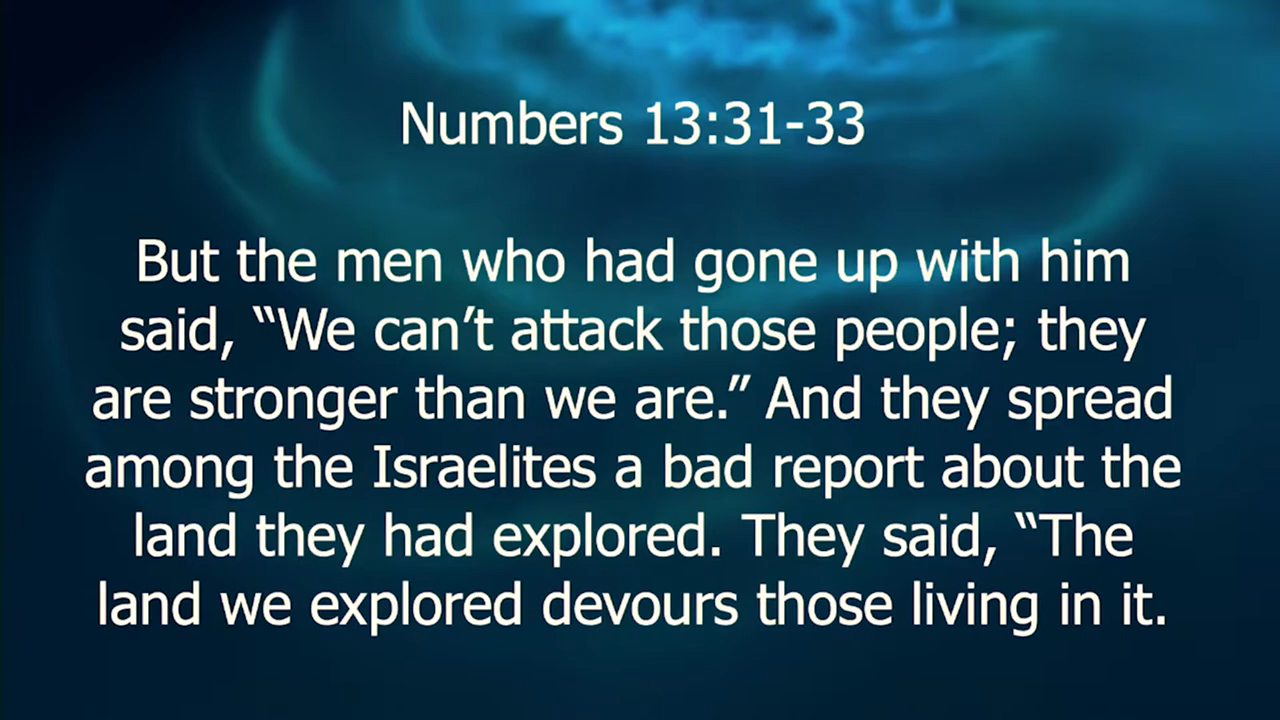 Numbers 13:31-33
But the men who had gone up with him
said, “We can’t attack those people; they
are stronger than we are.” And they spread
among the Israelites a bad report about the
land they had explored. They said, “The
land we explored devours those living in it.